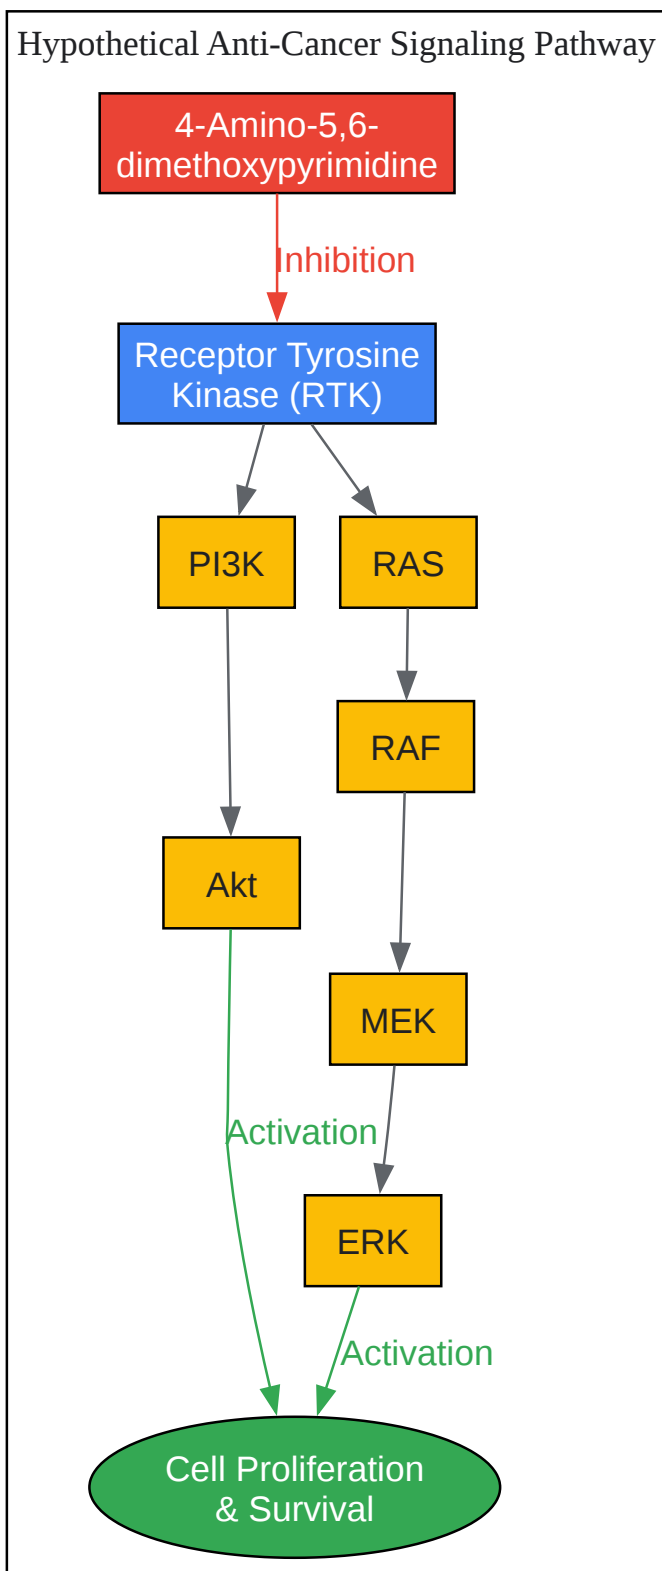 Hypothetical Anti-Cancer Signaling Pathway
4-Amino-5,6-
dimethoxypyrimidine
Inhibition
Receptor Tyrosine
Kinase (RTK)
PI3K
RAS
RAF
Akt
MEK
Activation
ERK
Activation
Cell Proliferation
& Survival